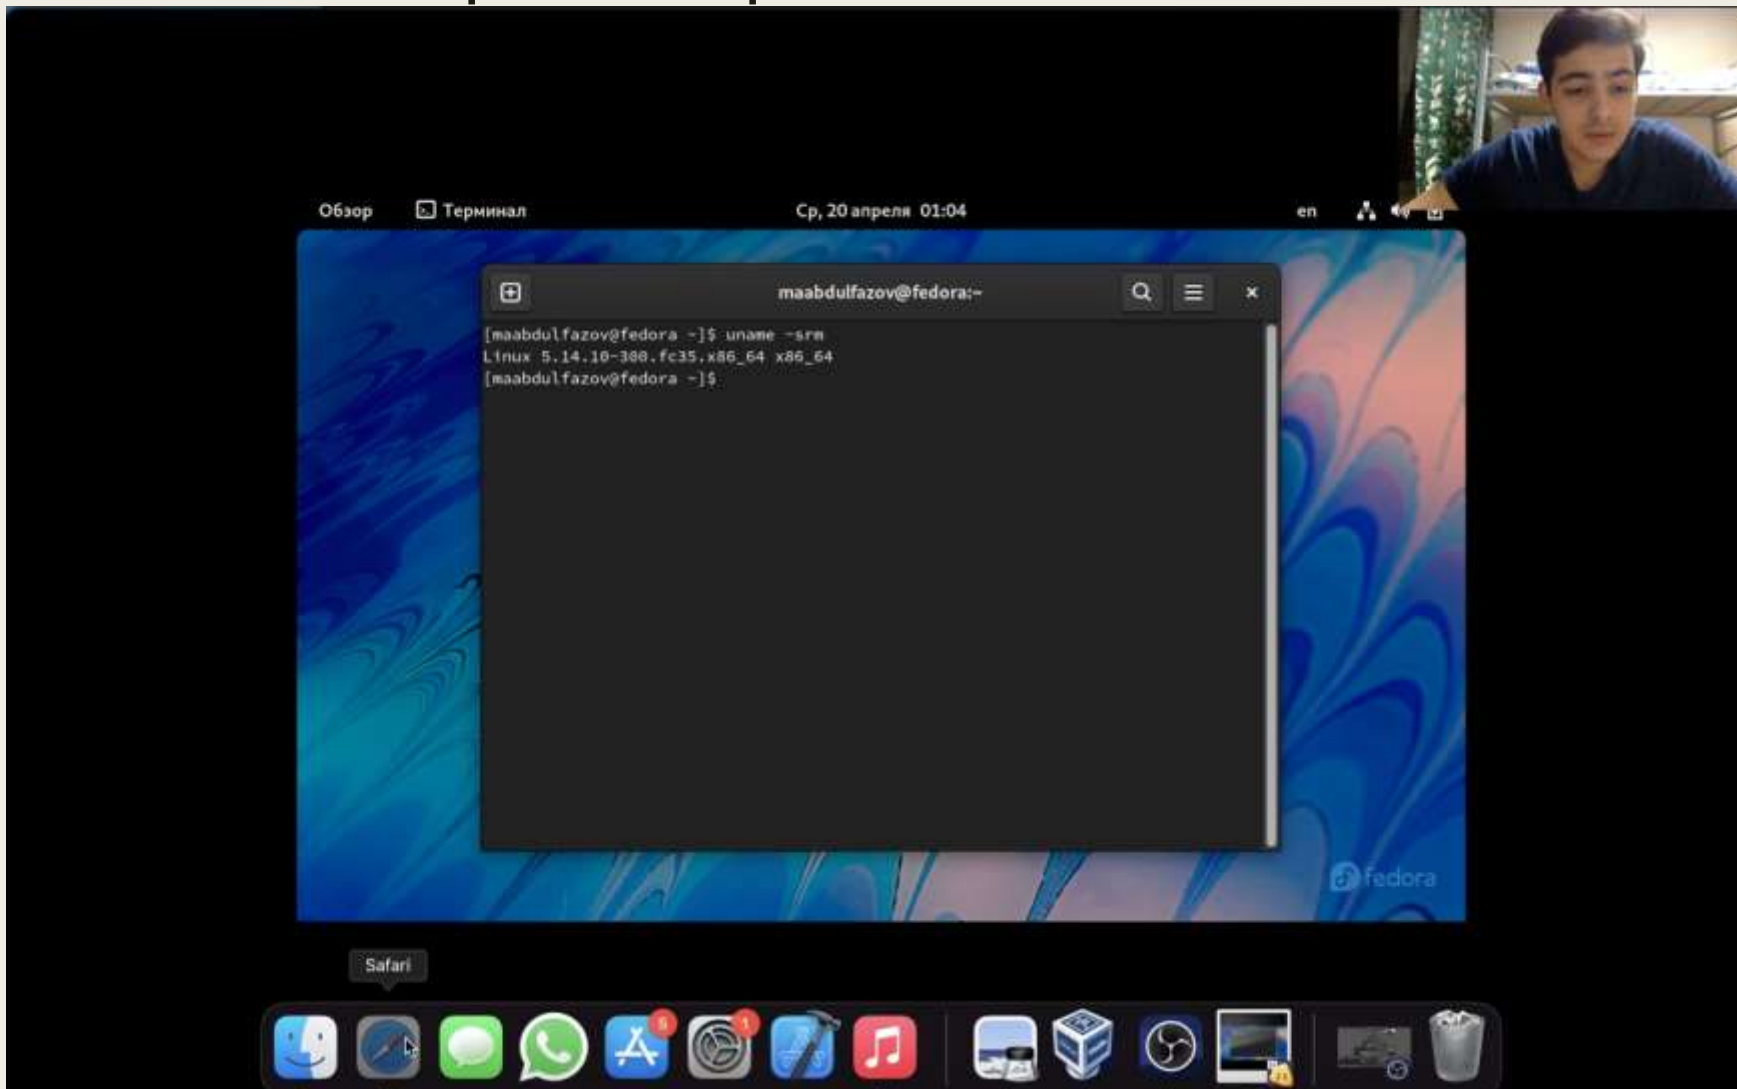 Обзор
Терминал
Ср, 20 апреля 01:04
en
maabdulfazov@fedora:~
[maabdulfazov@fedora ~]$ uname -srm
Linux 5.14.10-300.fc35.x86_64 x86_64
[maabdulfazov@fedora ~]$
fedora
Safari
1